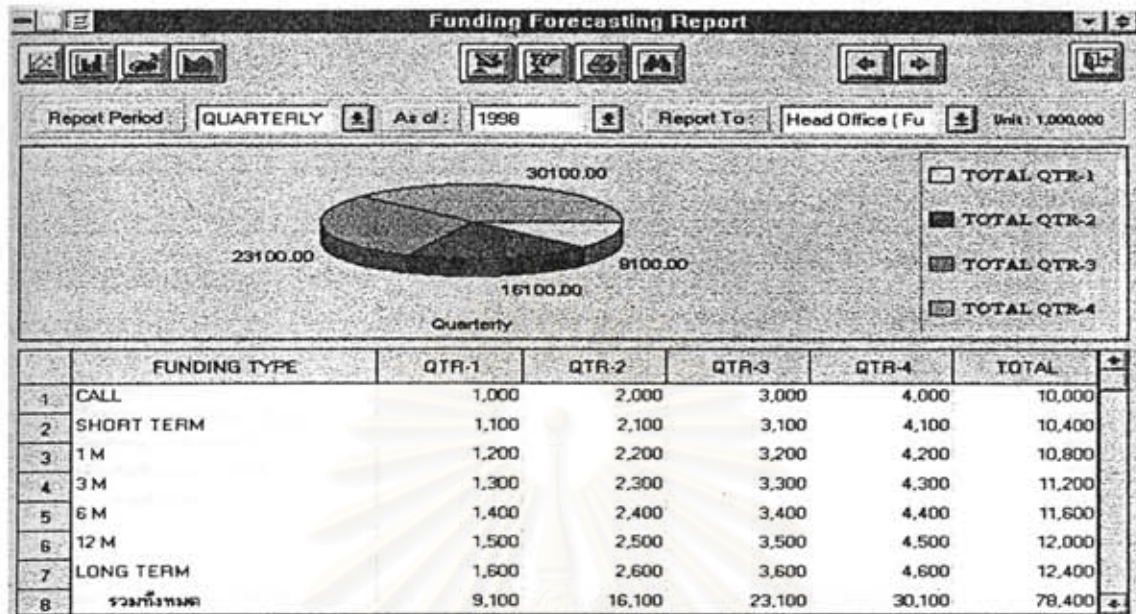 Funding Forecasting Report
Report Period : QUARTERLY As of : 1998 Report To : Head Office ( Fu Unit : 1,000,000
30100.00
23100.00
9100.00
16100.00
Quarterly
TOTAL QTR-1
TOTAL QTR-2
TOTAL QTR-3
TOTAL QTR-4
FUNDING TYPE QTR-1 QTR-2 QTR-3 QTR-4 TOTAL
1 CALL 1,000 2,000 3,000 4,000 10,000
2 SHORT TERM 1,100 2,100 3,100 4,100 10,400
3 1 M 1,200 2,200 3,200 4,200 10,800
4 3 M 1,300 2,300 3,300 4,300 11,200
5 6 M 1,400 2,400 3,400 4,400 11,600
6 12 M 1,500 2,500 3,500 4,500 12,000
7 LONG TERM 1,600 2,600 3,600 4,600 12,400
8 รวมทั้งหมด 9,100 16,100 23,100 30,100 78,400